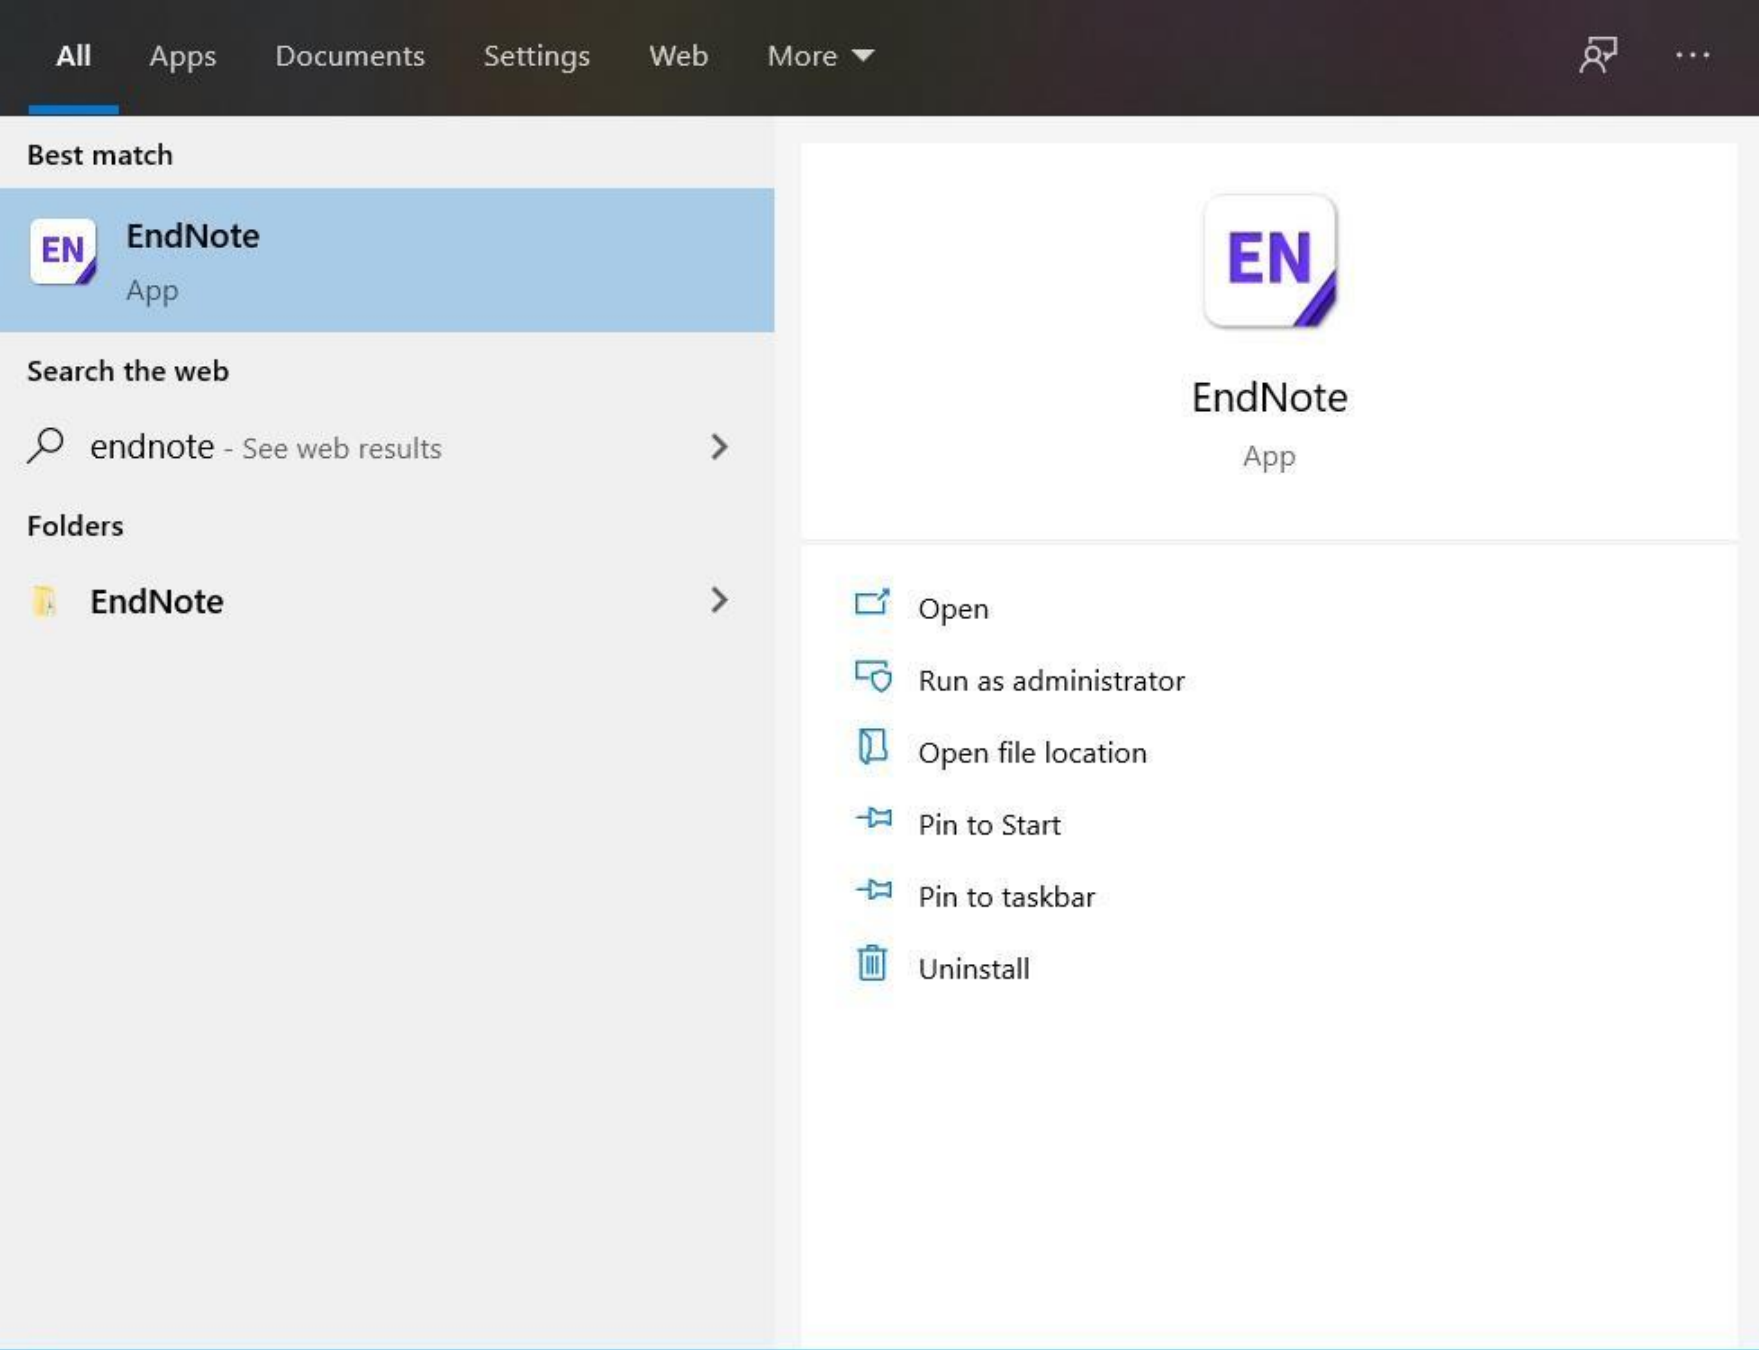 All Apps Documents Settings Web More
Best match
EN
EndNote
App
Search the web
endnote - See web results
Folders
EndNote
EN
EndNote
App
Open
Run as administrator
Open file location
Pin to Start
Pin to taskbar
Uninstall